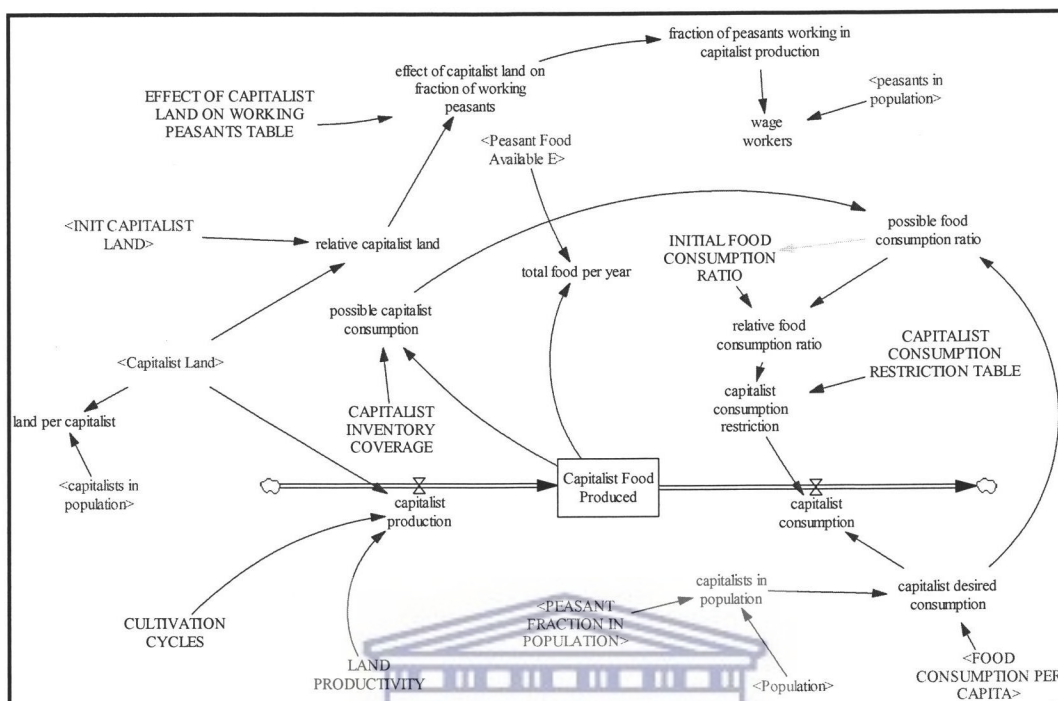 fraction of peasants working in
capitalist production
effect of capitalist land on
fraction of working
peasants
EFFECT OF CAPITALIST
LAND ON WORKING
PEASANTS TABLE
<peasants in
population>
wage
workers
<Peasant Food
Available E>
<INIT CAPITALIST
LAND>
relative capitalist land
possible food
consumption ratio
INITIAL FOOD
CONSUMPTION
RATIO
total food per year
possible capitalist
consumption
relative food
consumption ratio
CAPITALIST
CONSUMPTION
RESTRICTION TABLE
<Capitalist Land>
capitalist
consumption
restriction
land per capitalist
CAPITALIST
INVENTORY
COVERAGE
<capitalists in
population>
Capitalist Food
Produced
capitalist
production
capitalist
consumption
capitalists in
population
capitalist desired
consumption
<PEASANT
FRACTION IN
POPULATION>
CULTIVATION
CYCLES
LAND
PRODUCTIVITY
<Population>
<FOOD
CONSUMPTION PER
CAPITA>